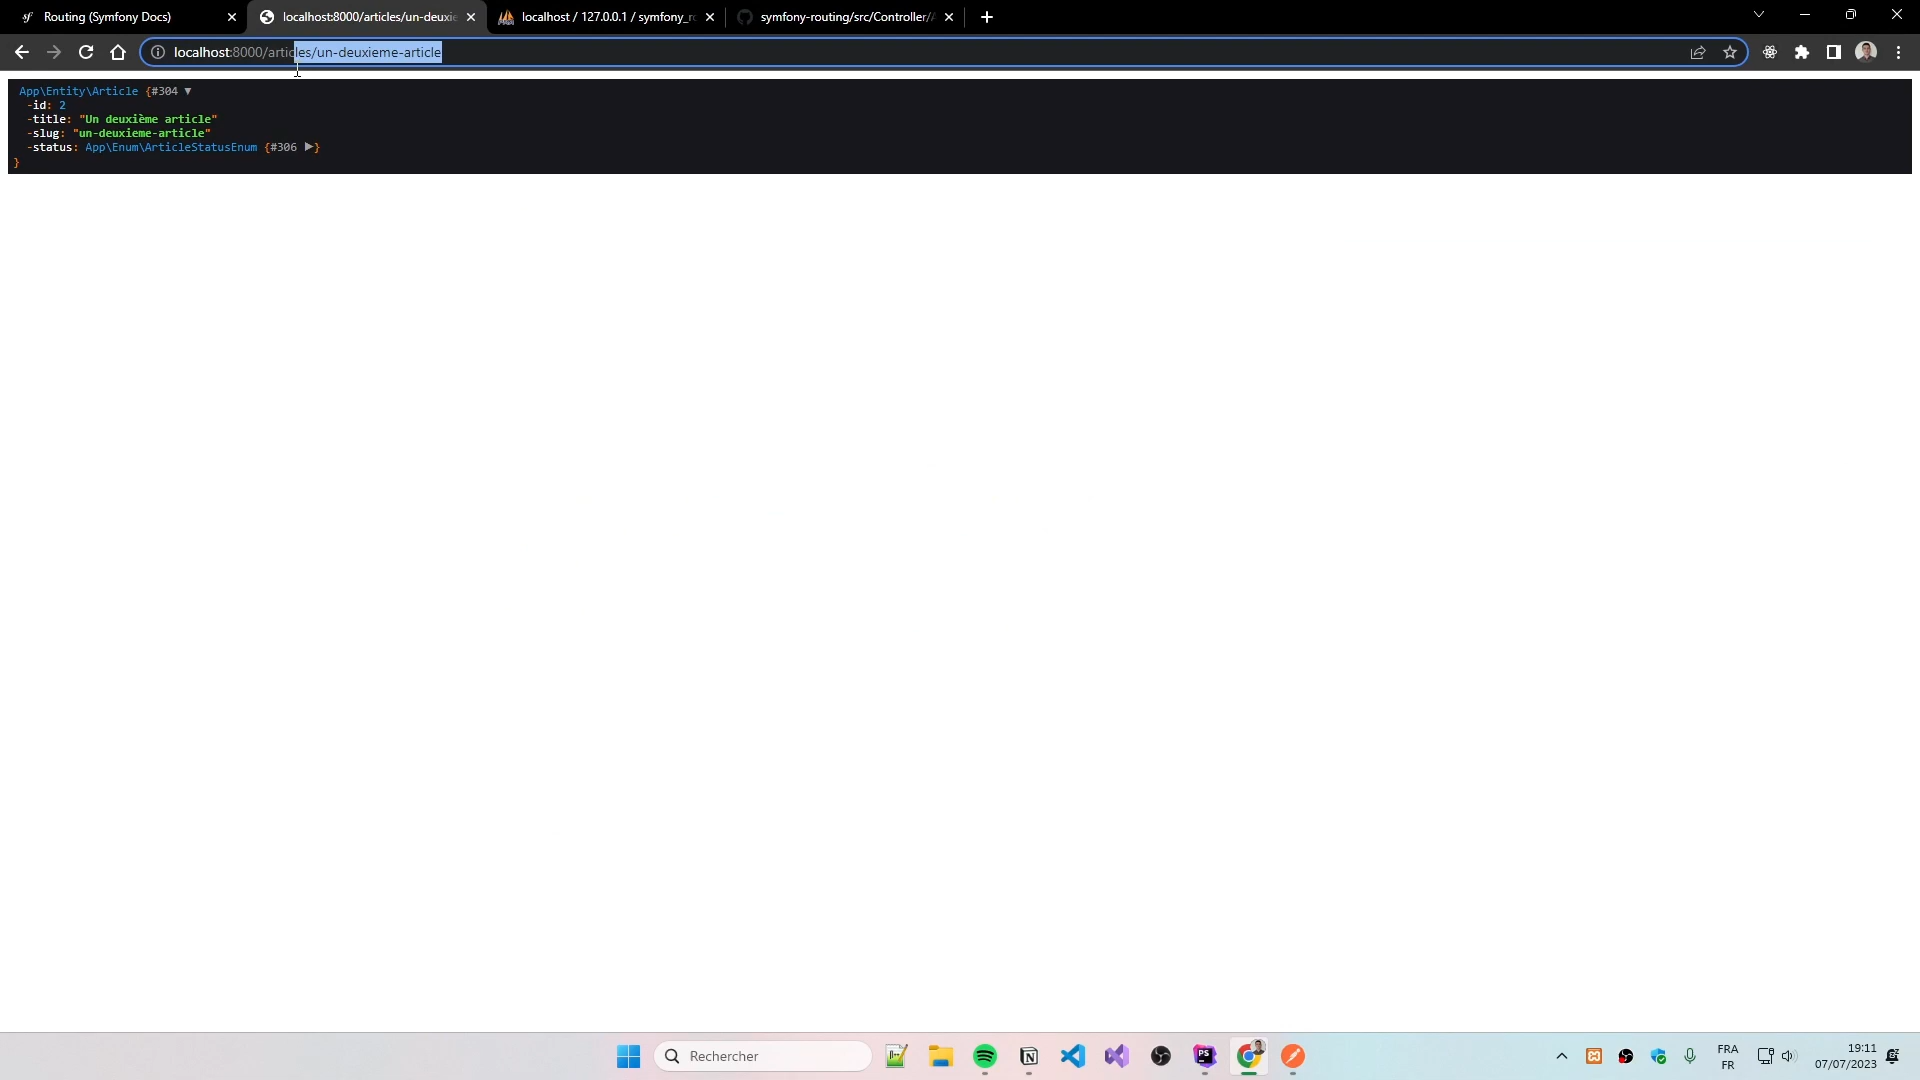 Routing (Symfony Docs)
localhost:8000/articles/un-deuxie
localhost / 127.0.0.1 / symfony_ro
symfony-routing/src/Controller/
localhost:8000/articles/un-deuxieme-article
App\Entity\Article {#304 ▼
-id: 2
-title: "Un deuxième article"
-slug: "un-deuxieme-article"
-status: App\Enum\ArticleStatusEnum {#306 ▶}
}
Rechercher
FRA
FR
19:11
07/07/2023